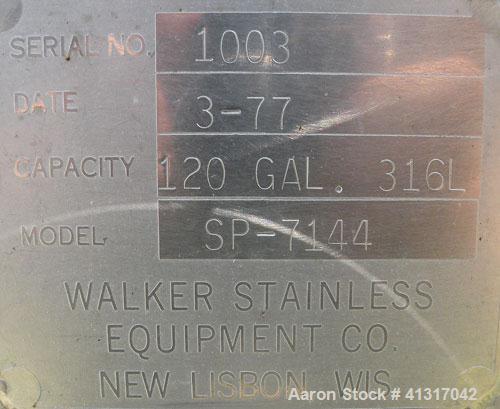 SERIAL NO. 1003
DATE 3-77
CAPACITY 120 GAL. 316L
MODEL SP-7144
WALKER STAINLESS
EQUIPMENT CO.
NEW LISBON, WIS.
Aaron Stock # 41317042